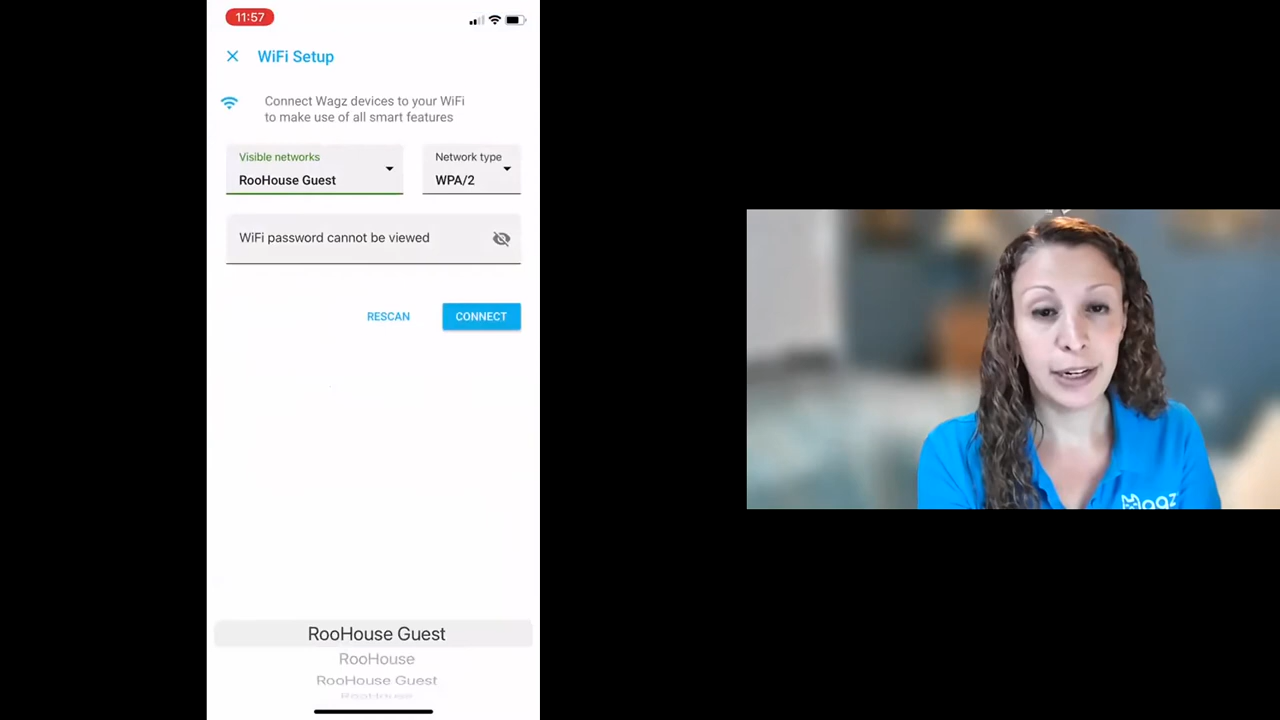 11:57
WiFi Setup
Connect Wagz devices to your WiFi
to make use of all smart features
Visible networks
RooHouse Guest
Network type
WPA/2
WiFi password cannot be viewed
RESCAN
CONNECT
RooHouse Guest
RooHouse
RooHouse Guest
RooHouse